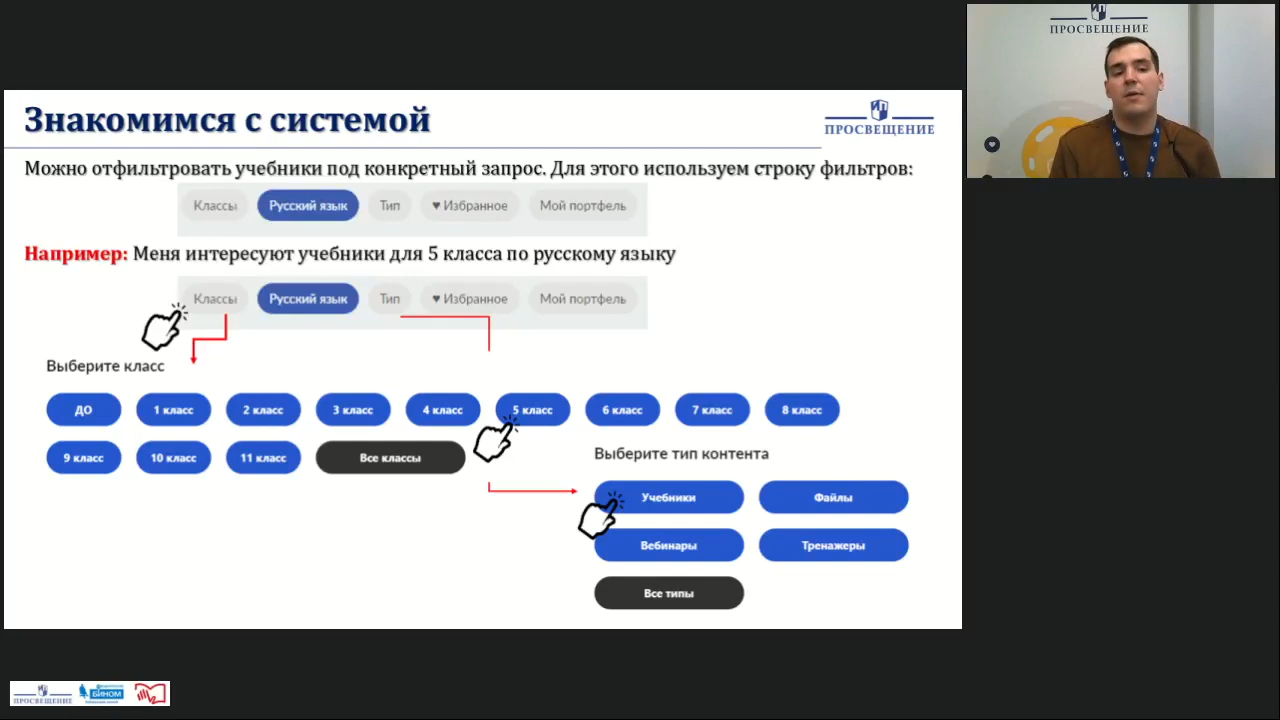 ПРОСВЕЩЕНИЕ
Знакомимся с системой
ПРОСВЕЩЕНИЕ
Можно отфильтровать учебники под конкретный запрос. Для этого используем строку фильтров:
Классы Русский язык Тип ♥ Избранное Мой портфель
Например: Меня интересуют учебники для 5 класса по русскому языку
Классы Русский язык Тип ♥ Избранное Мой портфель
Выберите класс
ДО 1 класс 2 класс 3 класс 4 класс 5 класс 6 класс 7 класс 8 класс
9 класс 10 класс 11 класс Все классы
Выберите тип контента
Учебники Файлы
Вебинары Тренажеры
Все типы
ПРОСВЕЩЕНИЕ БИНОМ